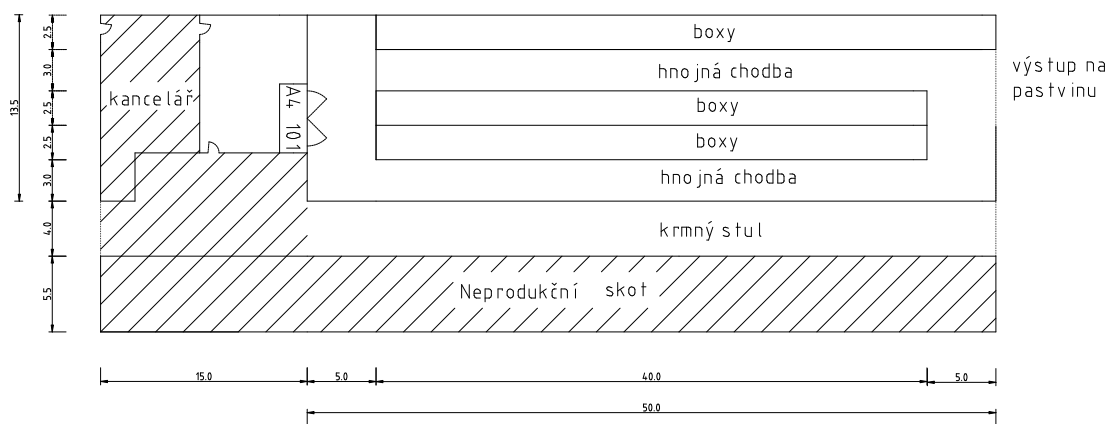 boxy
hnojná chodba
výstup na
pastvinu
kancelář
A4 101
boxy
boxy
hnojná chodba
krmný stul
Neprodukční skot
2.5
3.0
2.5
2.5
3.0
4.0
5.5
13.5
15.0
5.0
40.0
5.0
50.0